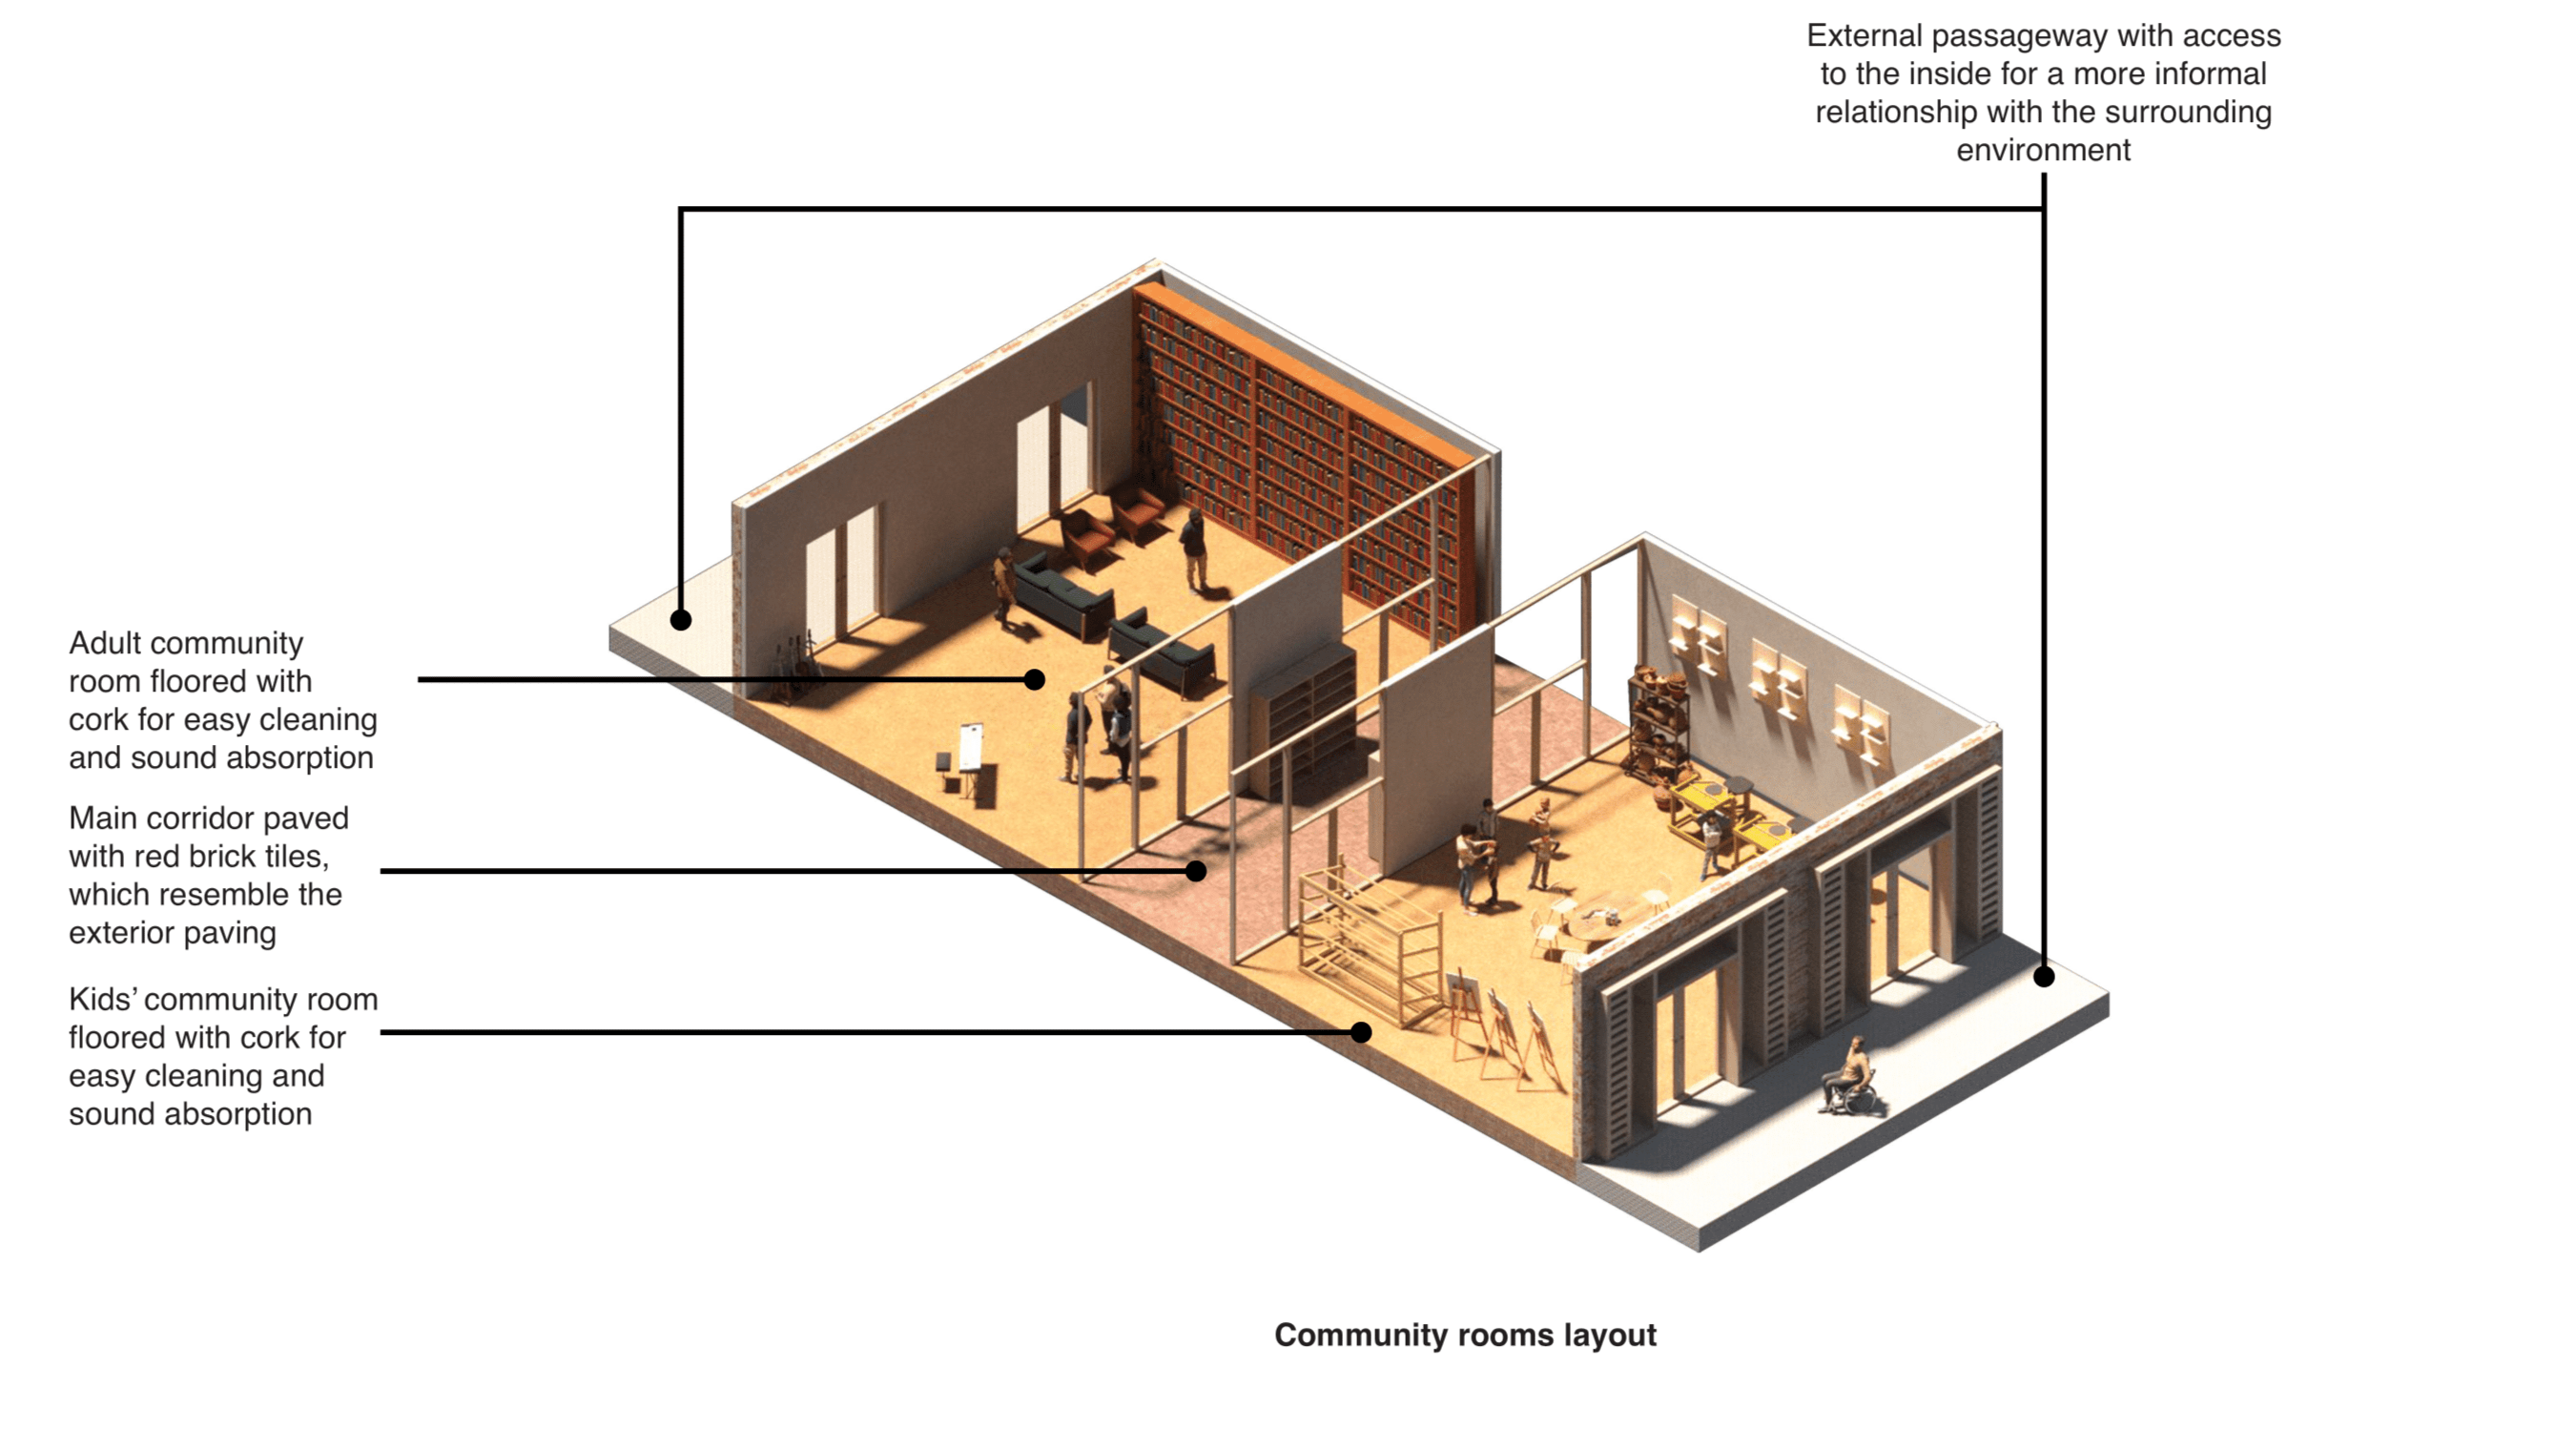 External passageway with access
to the inside for a more informal
relationship with the surrounding
environment
Adult community
room floored with
cork for easy cleaning
and sound absorption
Main corridor paved
with red brick tiles,
which resemble the
exterior paving
Kids’ community room
floored with cork for
easy cleaning and
sound absorption
Community rooms layout